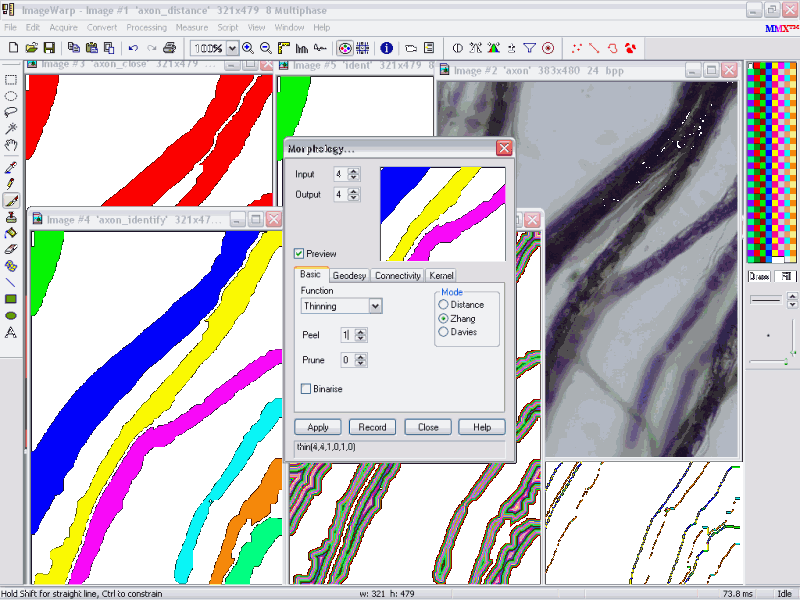 ImageWarp - Image #1 'axon_distance' 321x479 8 Multiphase
File Edit Acquire Convert Processing Measure Script View Window Help
MMX™
100%
Image #3 'axon_close' 321x479 ...
Image #5 'ident' 321x479 8
Image #2 'axon' 383x480 24 bpp
Morphology...
Input 4
Output 4
Preview
Basic Geodesy Connectivity Kernel
Function
Thinning
Mode
Distance
Zhang
Davies
Peel 1
Prune 0
Binarise
Apply Record Close Help
thin(4,4,1,0,1,0)
Image #4 'axon_identify' 321x47...
Fill
Hold Shift for straight line, Ctrl to constrain
w: 321 h: 479
73.8 ms
Idle